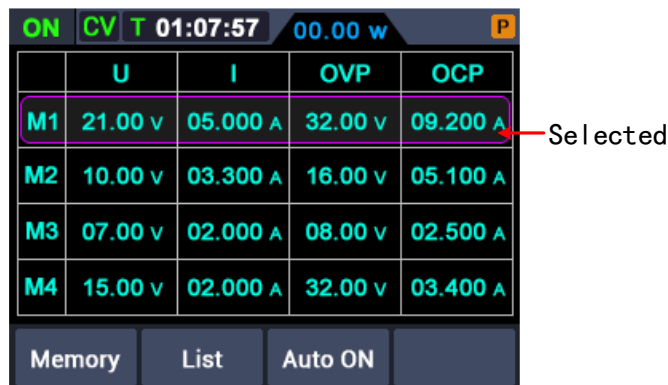 ON CV T 01:07:57 00.00 w P
U I OVP OCP
M1 21.00 V 05.000 A 32.00 V 09.200 A
Selected
M2 10.00 V 03.300 A 16.00 V 05.100 A
M3 07.00 V 02.000 A 08.00 V 02.500 A
M4 15.00 V 02.000 A 32.00 V 03.400 A
Memory List Auto ON